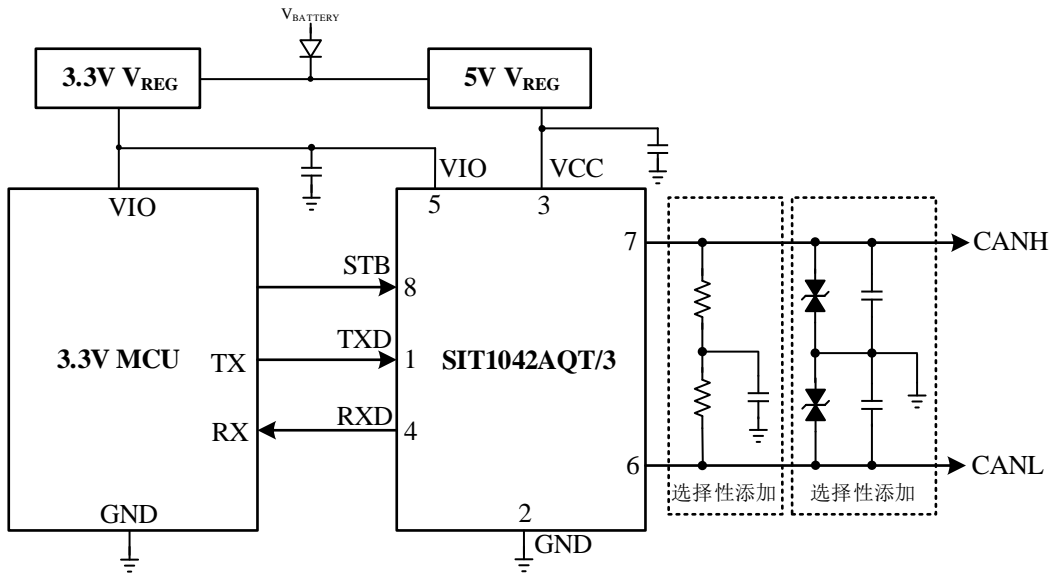 VBATTERY
3.3V VREG
5V VREG
VIO
VCC
VIO
5
3
7
CANH
STB
8
TXD
3.3V MCU
TX
1
SIT1042AQT/3
RXD
RX
4
6
CANL
选择性添加
选择性添加
GND
2
GND